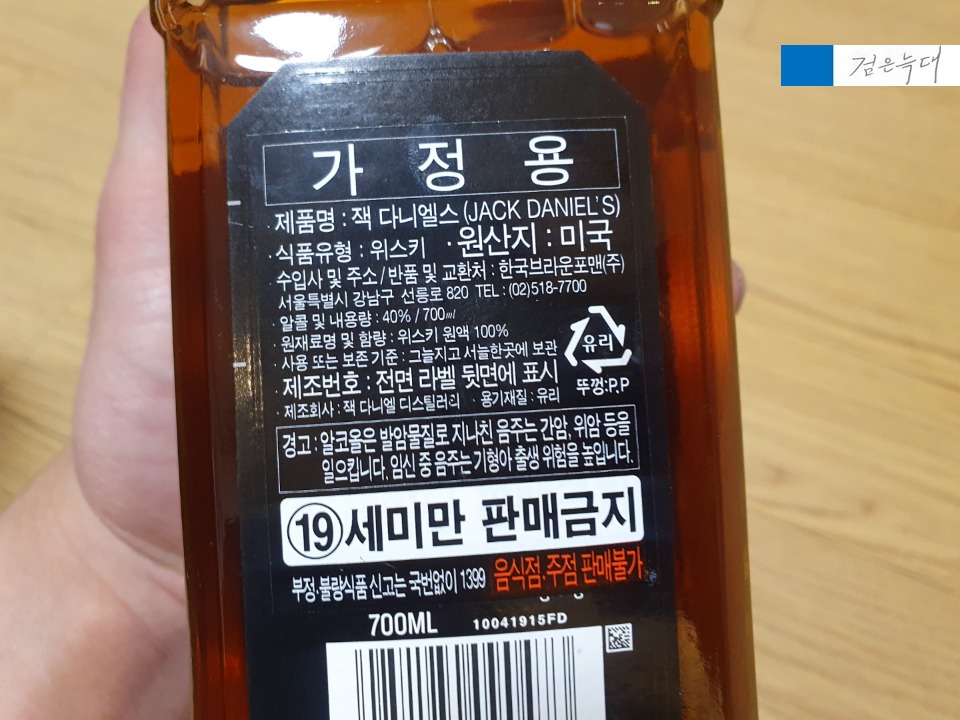 검은늑대
가 정 용
· 제품명 : 잭 다니엘스 (JACK DANIEL'S)
· 식품유형 : 위스키 · 원산지 : 미국
수입사 및 주소 / 반품 및 교환처 : 한국브라운포맨(주)
서울특별시 강남구 선릉로 820 TEL : (02)518-7700
· 알콜 및 내용량 : 40% / 700ml
· 원재료명 및 함량 : 위스키 원액 100%
· 사용 또는 보존 기준 : 그늘지고 서늘한곳에 보관
유리
· 제조번호 : 전면 라벨 뒷면에 표시
뚜껑:P.P
· 제조회사 : 잭 다니엘 디스틸러리 · 용기재질 : 유리
경고 : 알코올은 발암물질로 지나친 음주는 간암, 위암 등을
일으킵니다. 임신 중 음주는 기형아 출생 위험을 높입니다.
19 세미만 판매금지
부정·불량식품 신고는 국번없이 1399 음식점·주점 판매불가
700ML 10041915FD